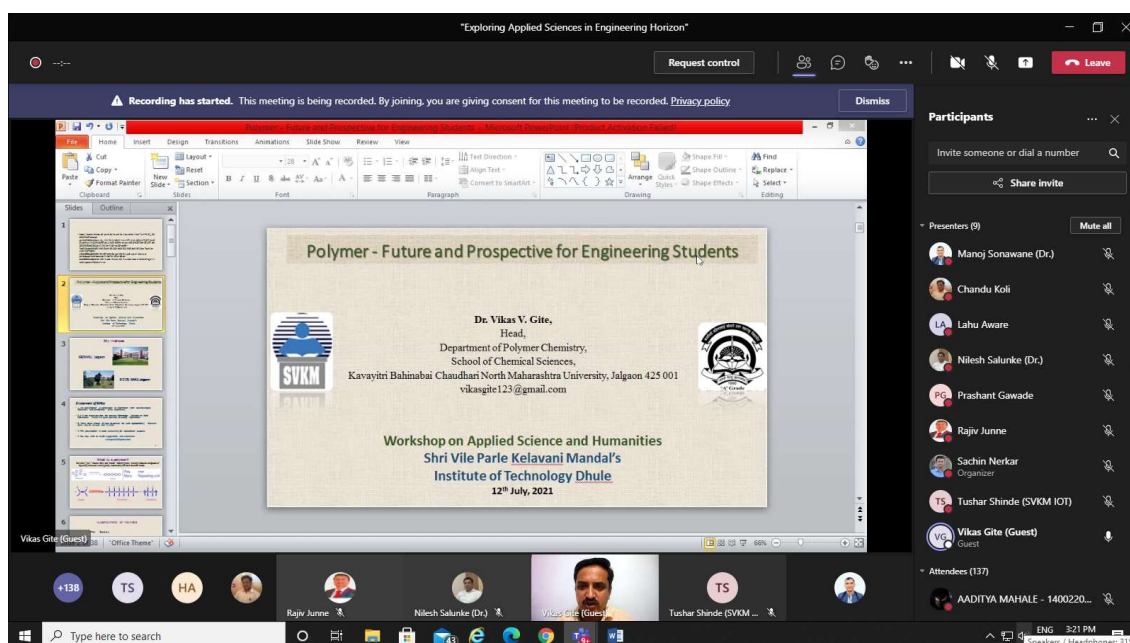 "Exploring Applied Sciences in Engineering Horizon"
--:--
Request control
Leave
Recording has started. This meeting is being recorded. By joining, you are giving consent for this meeting to be recorded. Privacy policy
Dismiss
Polymer - Future and Prospective for Engineering Students - Microsoft PowerPoint (Product Activation Failed)
File Home Insert Design Transitions Animations Slide Show Review View
Paste
Cut
Copy
Format Painter
Clipboard
New Slide
Layout
Reset
Section
Slides
28
Font
Paragraph
Text Direction
Align Text
Convert to SmartArt
Arrange
Quick Styles
Shape Fill
Shape Outline
Shape Effects
Drawing
Find
Replace
Select
Editing
Slides Outline
1
2
3
4
5
6
Polymer - Future and Prospective for Engineering Students
Dr. Vikas V. Gite,
Head,
Department of Polymer Chemistry,
School of Chemical Sciences,
Kavayitri Bahinabai Chaudhari North Maharashtra University, Jalgaon 425 001
vikasgite123@gmail.com
SVKM
Workshop on Applied Science and Humanities
Shri Vile Parle Kelavani Mandal's
Institute of Technology Dhule
12th July, 2021
Vikas Gite (Guest)
"Office Theme"
66%
Participants
Invite someone or dial a number
Share invite
Presenters (9)
Mute all
Manoj Sonawane (Dr.)
Chandu Koli
LA Lahu Aware
Nilesh Salunke (Dr.)
PG Prashant Gawade
Rajiv Junne
Sachin Nerkar
Organizer
TS Tushar Shinde (SVKM IOT)
VG Vikas Gite (Guest)
Guest
Attendees (137)
AADITYA MAHALE - 1400220...
+138
TS
HA
Rajiv Junne
Nilesh Salunke (Dr.)
Vikas Gite (Guest)
TS
Tushar Shinde (SVKM ...
Type here to search
ENG 3:21 PM